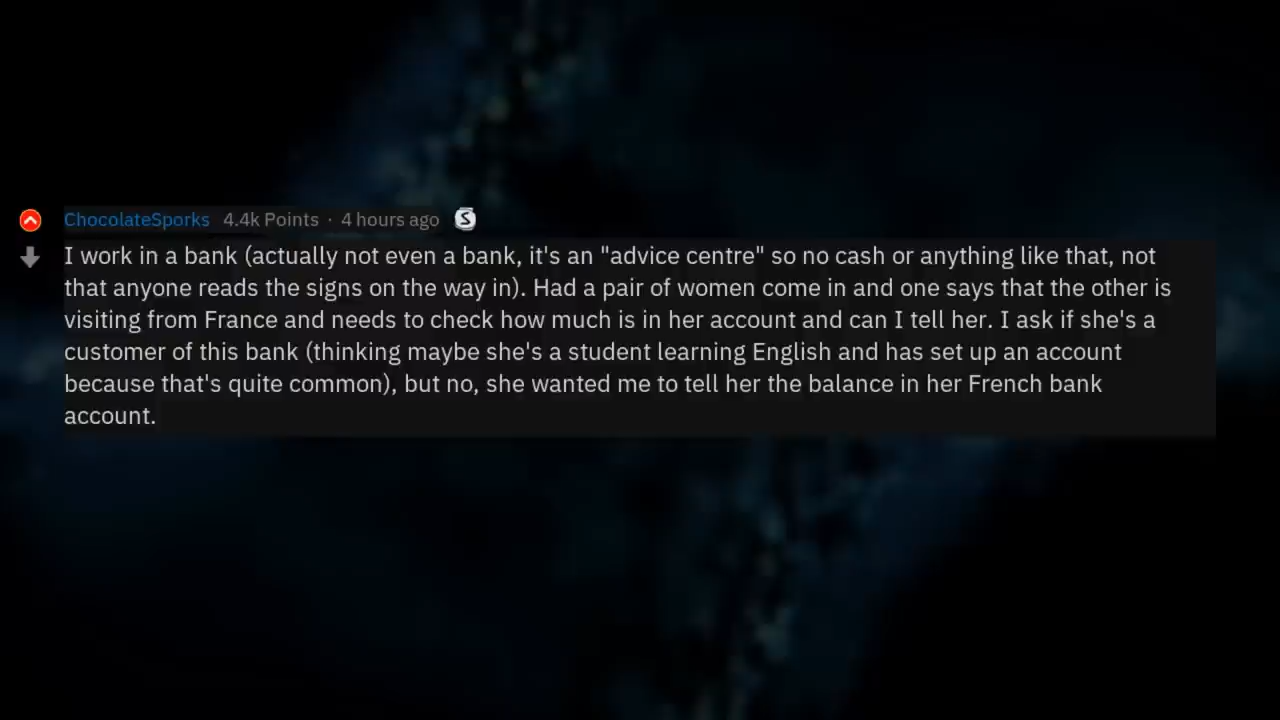 ChocolateSporks 4.4k Points · 4 hours ago S
I work in a bank (actually not even a bank, it's an "advice centre" so no cash or anything like that, not
that anyone reads the signs on the way in). Had a pair of women come in and one says that the other is
visiting from France and needs to check how much is in her account and can I tell her. I ask if she's a
customer of this bank (thinking maybe she's a student learning English and has set up an account
because that's quite common), but no, she wanted me to tell her the balance in her French bank
account.